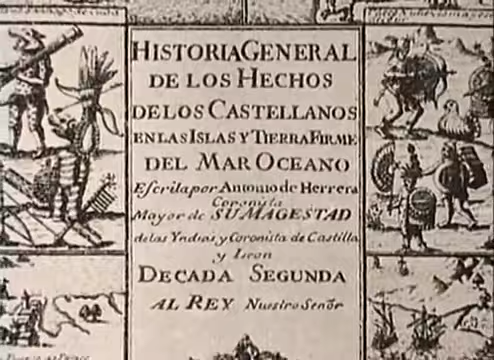 HISTORIA GENERAL
DE LOS HECHOS
DE LOS CASTELLANOS
EN LAS ISLAS Y TIERRA FIRME
DEL MAR OCEANO
Escrita por Antonio de Herrera
Coronista
Mayor de SU MAGESTAD
de las Yndias y Coronista de Castilla
y Leon
DECADA SEGUNDA
AL REY Nuestro Señor